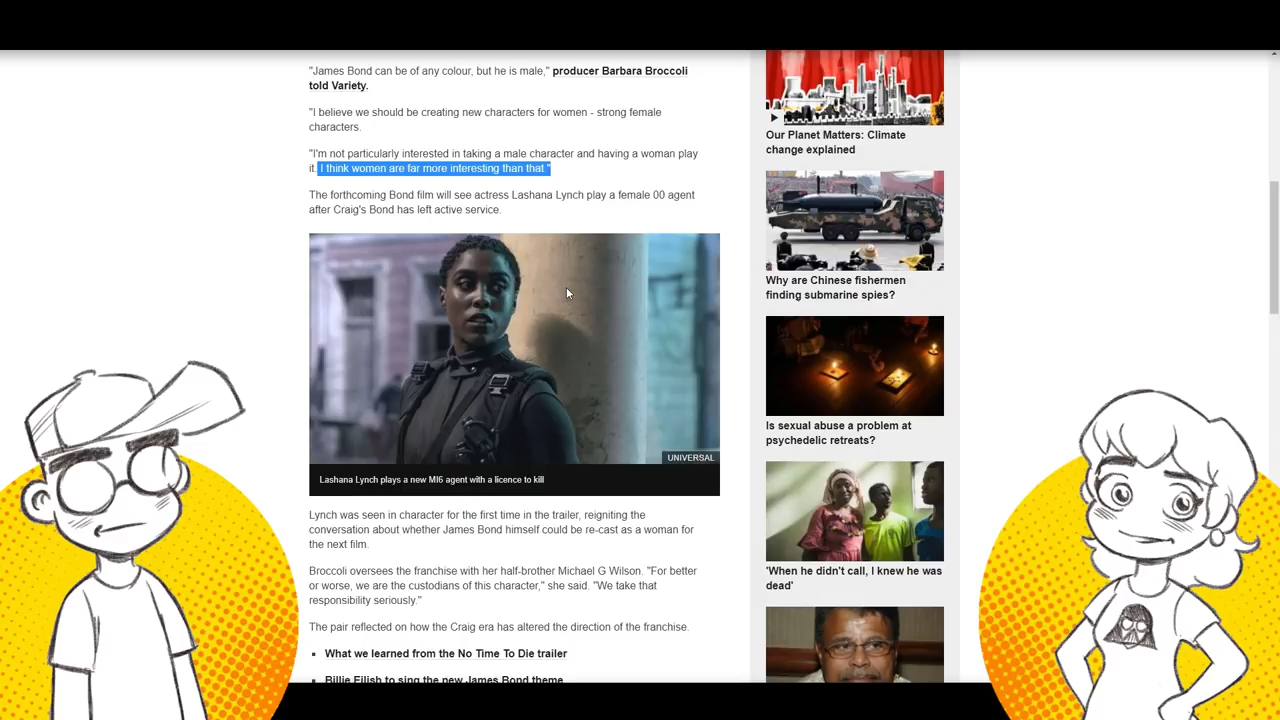 "James Bond can be of any colour, but he is male," producer Barbara Broccoli
told Variety.
"I believe we should be creating new characters for women - strong female
characters.
"I'm not particularly interested in taking a male character and having a woman play
it. I think women are far more interesting than that."
The forthcoming Bond film will see actress Lashana Lynch play a female 00 agent
after Craig's Bond has left active service.
UNIVERSAL
Lashana Lynch plays a new MI6 agent with a licence to kill
Lynch was seen in character for the first time in the trailer, reigniting the
conversation about whether James Bond himself could be re-cast as a woman for
the next film.
Broccoli oversees the franchise with her half-brother Michael G Wilson. "For better
or worse, we are the custodians of this character," she said. "We take that
responsibility seriously."
The pair reflected on how the Craig era has altered the direction of the franchise.
What we learned from the No Time To Die trailer
Billie Eilish to sing the new James Bond theme
Our Planet Matters: Climate
change explained
Why are Chinese fishermen
finding submarine spies?
Is sexual abuse a problem at
psychedelic retreats?
'When he didn't call, I knew he was
dead'